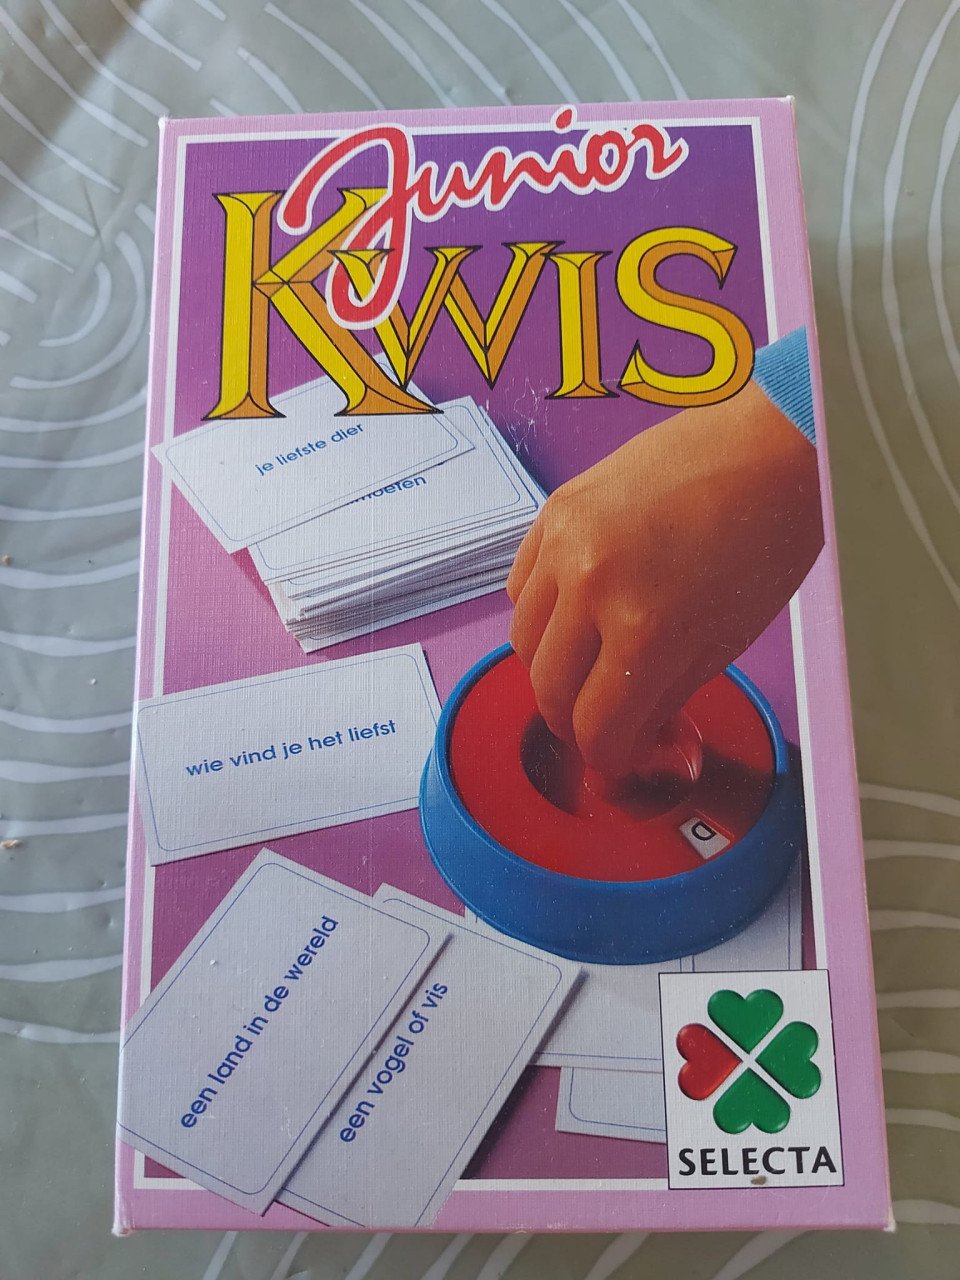 Junior
KWIS
je liefste dier
wie vind je het liefst
D
een land in de wereld
een vogel of vis
SELECTA